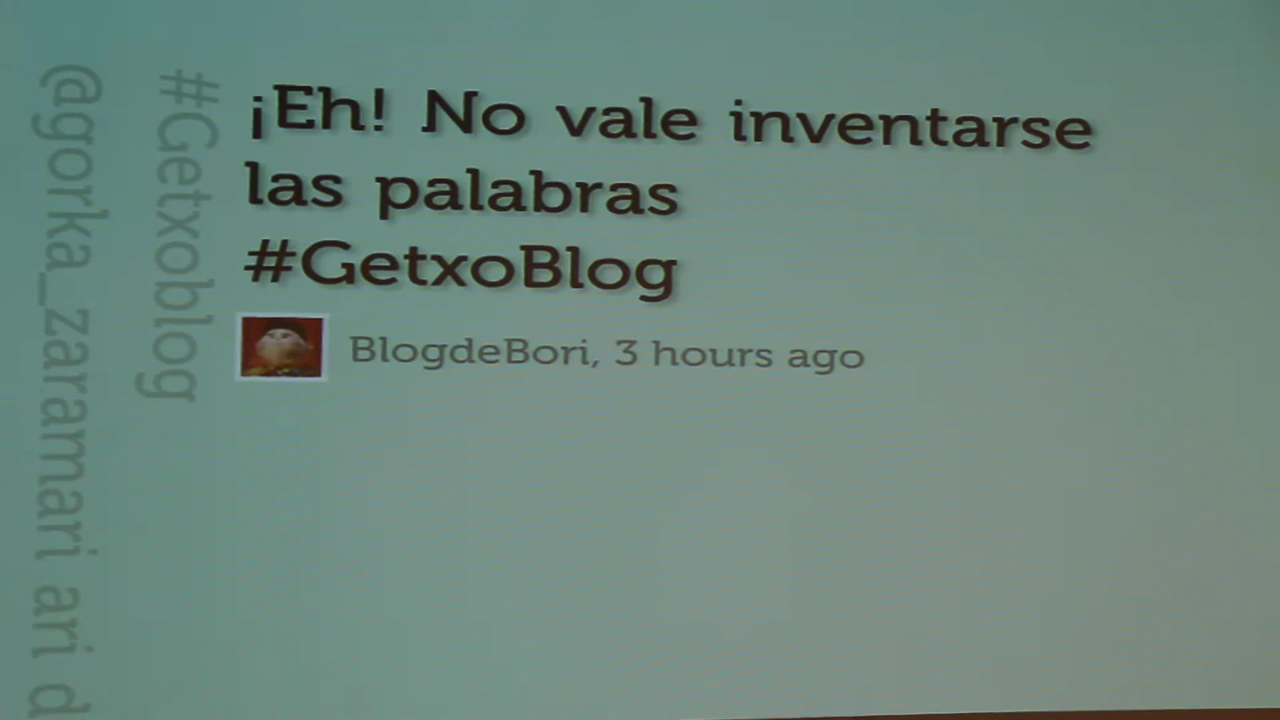 ¡Eh! No vale inventarse
las palabras
#GetxoBlog
BlogdeBori, 3 hours ago
#Getxoblog
@gorka_zaramari ari d